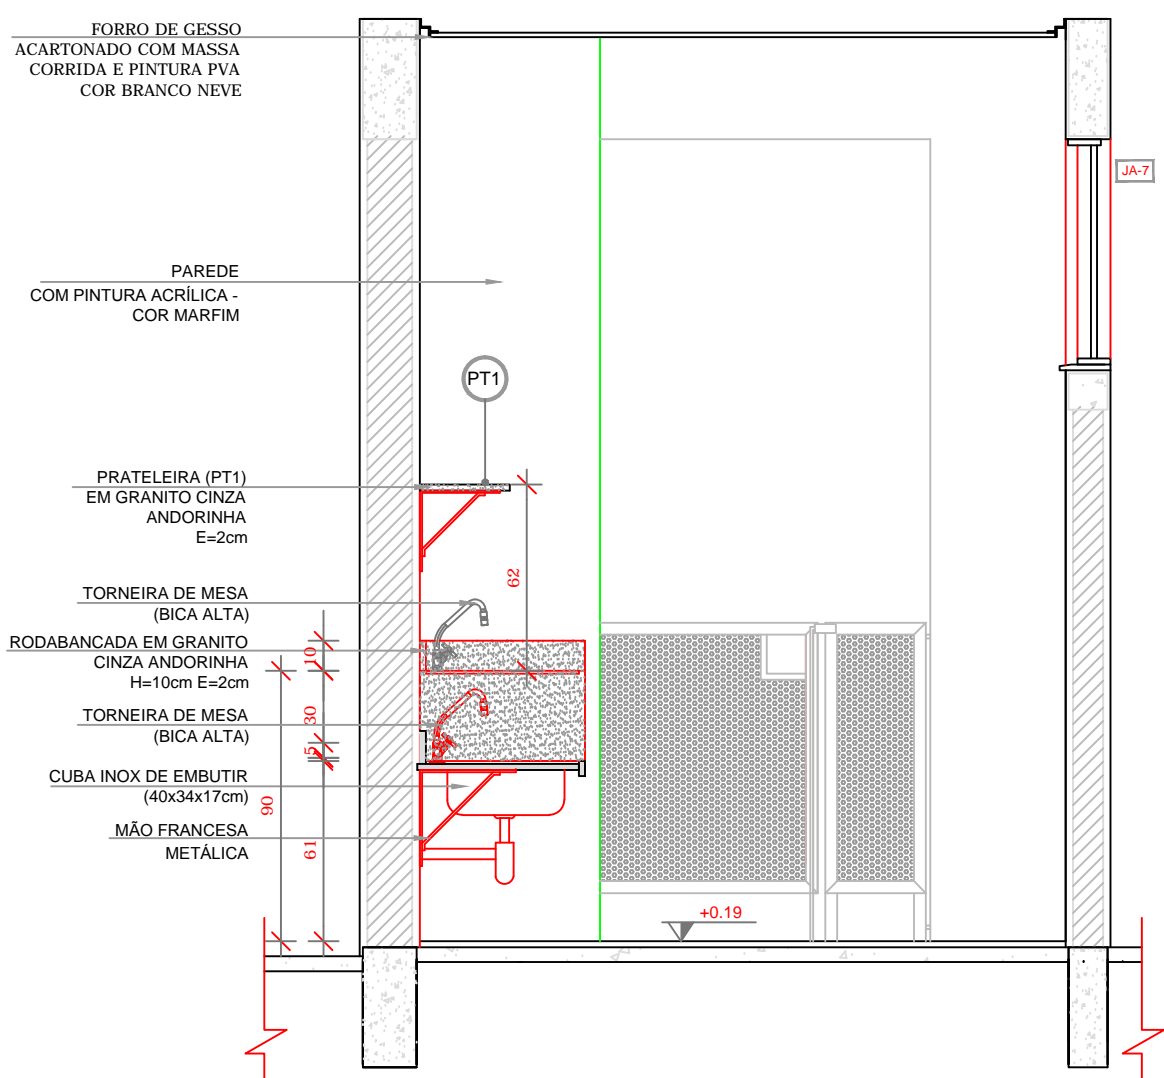 FORRO DE GESSO
ACARTONADO COM MASSA
CORRIDA E PINTURA PVA
COR BRANCO NEVE
JA-7
PAREDE
COM PINTURA ACRÍLICA -
COR MARFIM
PT1
PRATELEIRA (PT1)
EM GRANITO CINZA
ANDORINHA
E=2cm
62
TORNEIRA DE MESA
(BICA ALTA)
RODABANCADA EM GRANITO
CINZA ANDORINHA
H=10cm E=2cm
10
TORNEIRA DE MESA
(BICA ALTA)
30
5
CUBA INOX DE EMBUTIR
(40x34x17cm)
90
MÃO FRANCESA
METÁLICA
61
+0.19